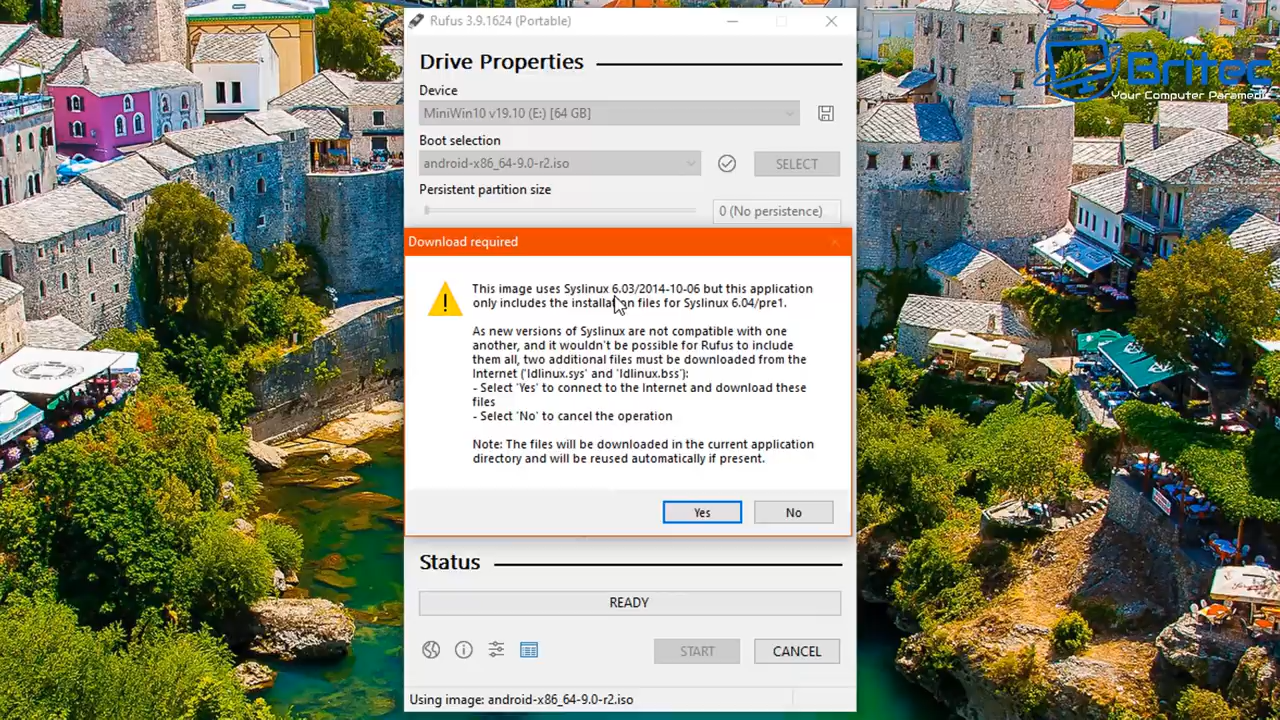 Rufus 3.9.1624 (Portable)
Britec
Your Computer Paramedic
Drive Properties
Device
MiniWin10 v19.10 (E:) [64 GB]
Boot selection
android-x86_64-9.0-r2.iso
SELECT
Persistent partition size
0 (No persistence)
Download required
This image uses Syslinux 6.03/2014-10-06 but this application
only includes the installation files for Syslinux 6.04/pre1.
As new versions of Syslinux are not compatible with one
another, and it wouldn't be possible for Rufus to include
them all, two additional files must be downloaded from the
Internet ('ldlinux.sys' and 'ldlinux.bss'):
- Select 'Yes' to connect to the Internet and download these
files
- Select 'No' to cancel the operation
Note: The files will be downloaded in the current application
directory and will be reused automatically if present.
Yes
No
Status
READY
START
CANCEL
Using image: android-x86_64-9.0-r2.iso